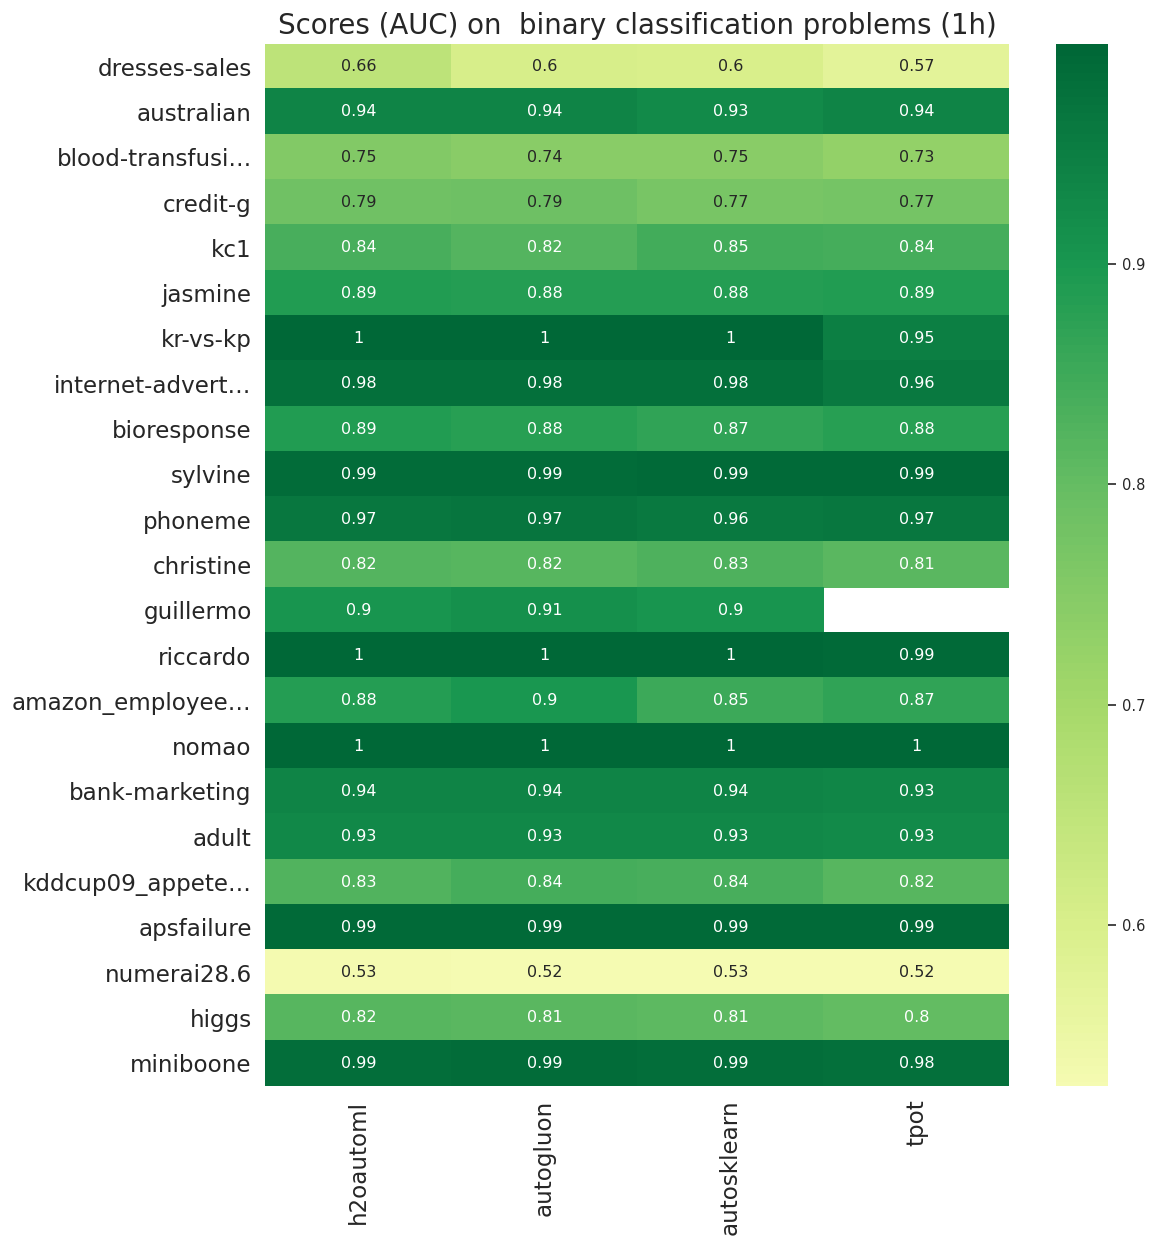 Scores (AUC) on  binary classification problems (1h)
dresses-sales 0.66 0.6 0.6 0.57
australian 0.94 0.94 0.93 0.94
blood-transfusi... 0.75 0.74 0.75 0.73
credit-g 0.79 0.79 0.77 0.77
kc1 0.84 0.82 0.85 0.84
jasmine 0.89 0.88 0.88 0.89
kr-vs-kp 1 1 1 0.95
internet-advert... 0.98 0.98 0.98 0.96
bioresponse 0.89 0.88 0.87 0.88
sylvine 0.99 0.99 0.99 0.99
phoneme 0.97 0.97 0.96 0.97
christine 0.82 0.82 0.83 0.81
guillermo 0.9 0.91 0.9
riccardo 1 1 1 0.99
amazon_employee... 0.88 0.9 0.85 0.87
nomao 1 1 1 1
bank-marketing 0.94 0.94 0.94 0.93
adult 0.93 0.93 0.93 0.93
kddcup09_appete... 0.83 0.84 0.84 0.82
apsfailure 0.99 0.99 0.99 0.99
numerai28.6 0.53 0.52 0.53 0.52
higgs 0.82 0.81 0.81 0.8
miniboone 0.99 0.99 0.99 0.98
h2oautoml
autogluon
autosklearn
tpot
0.9
0.8
0.7
0.6